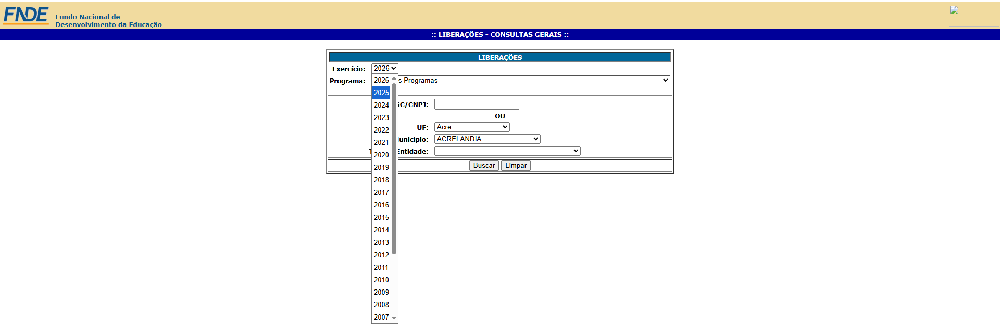 FNDE
Fundo Nacional de
Desenvolvimento da Educação
:: LIBERAÇÕES - CONSULTAS GERAIS ::
LIBERAÇÕES
Exercício: 2026
Programa: s Programas
2026
2025
2024
2023
2022
2021
2020
2019
2018
2017
2016
2015
2014
2013
2012
2011
2010
2009
2008
2007
GC/CNPJ:
OU
UF: Acre
unicípio: ACRELANDIA
T Entidade:
Buscar Limpar